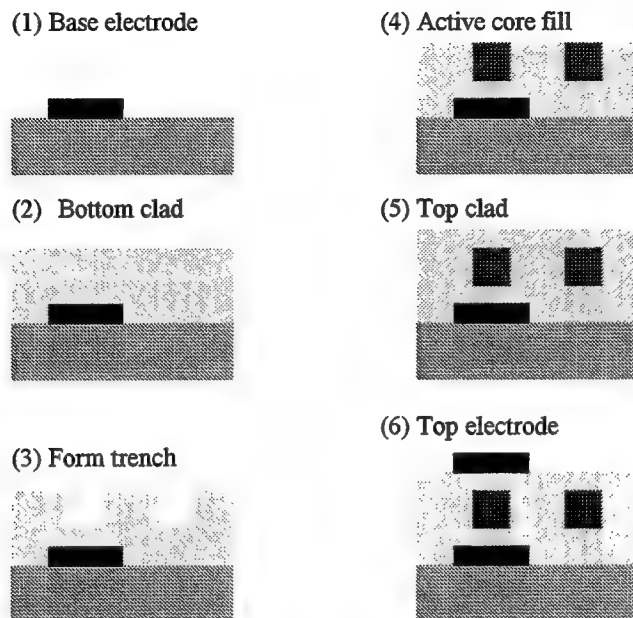 (1) Base electrode
(2) Bottom clad
(3) Form trench
(4) Active core fill
(5) Top clad
(6) Top electrode